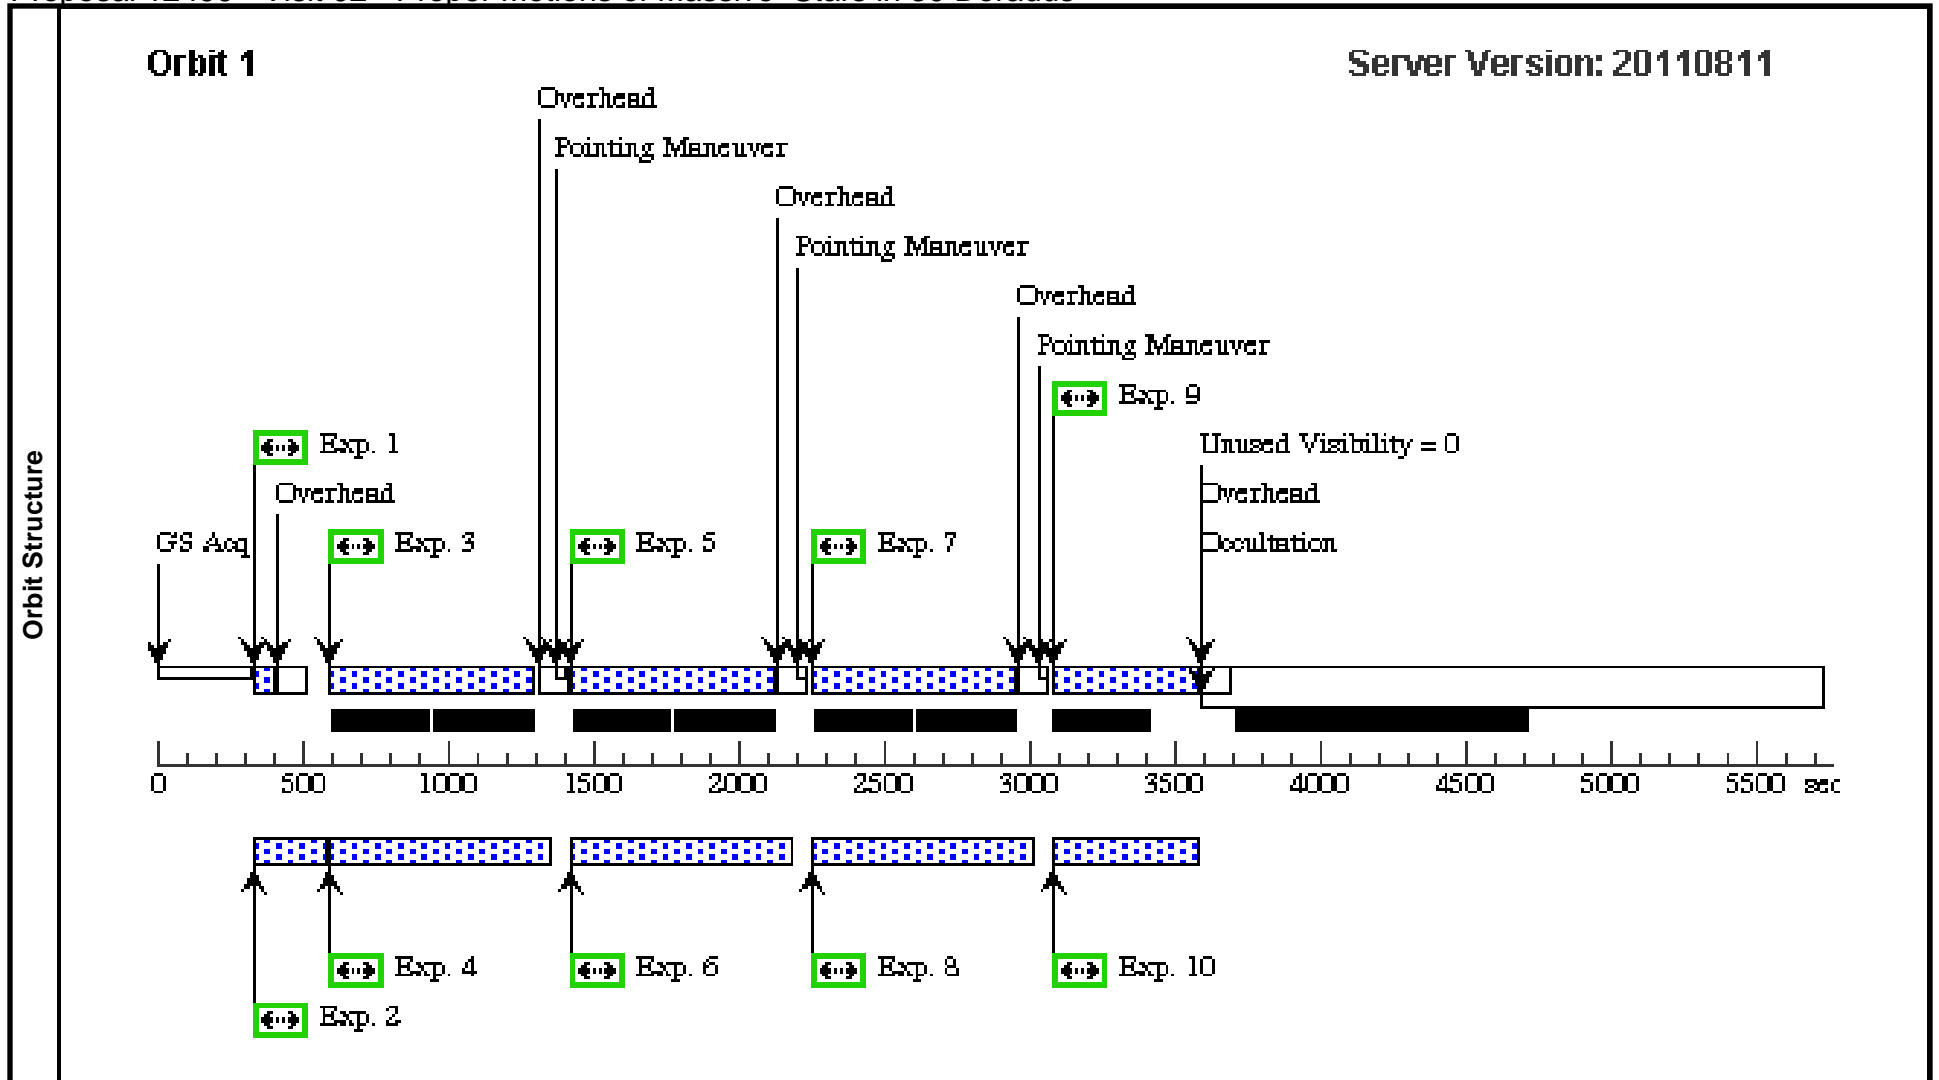 Orbit 1
Server Version: 20110811
Overhead
Pointing Maneuver
Overhead
Pointing Maneuver
Overhead
Pointing Maneuver
Exp. 9
Exp. 1
Unused Visibility = 0
Overhead
Overhead
GS Acq
Exp. 3
Exp. 5
Exp. 7
Occultation
Orbit Structure
0 500 1000 1500 2000 2500 3000 3500 4000 4500 5000 5500 sec
Exp. 4
Exp. 6
Exp. 8
Exp. 10
Exp. 2